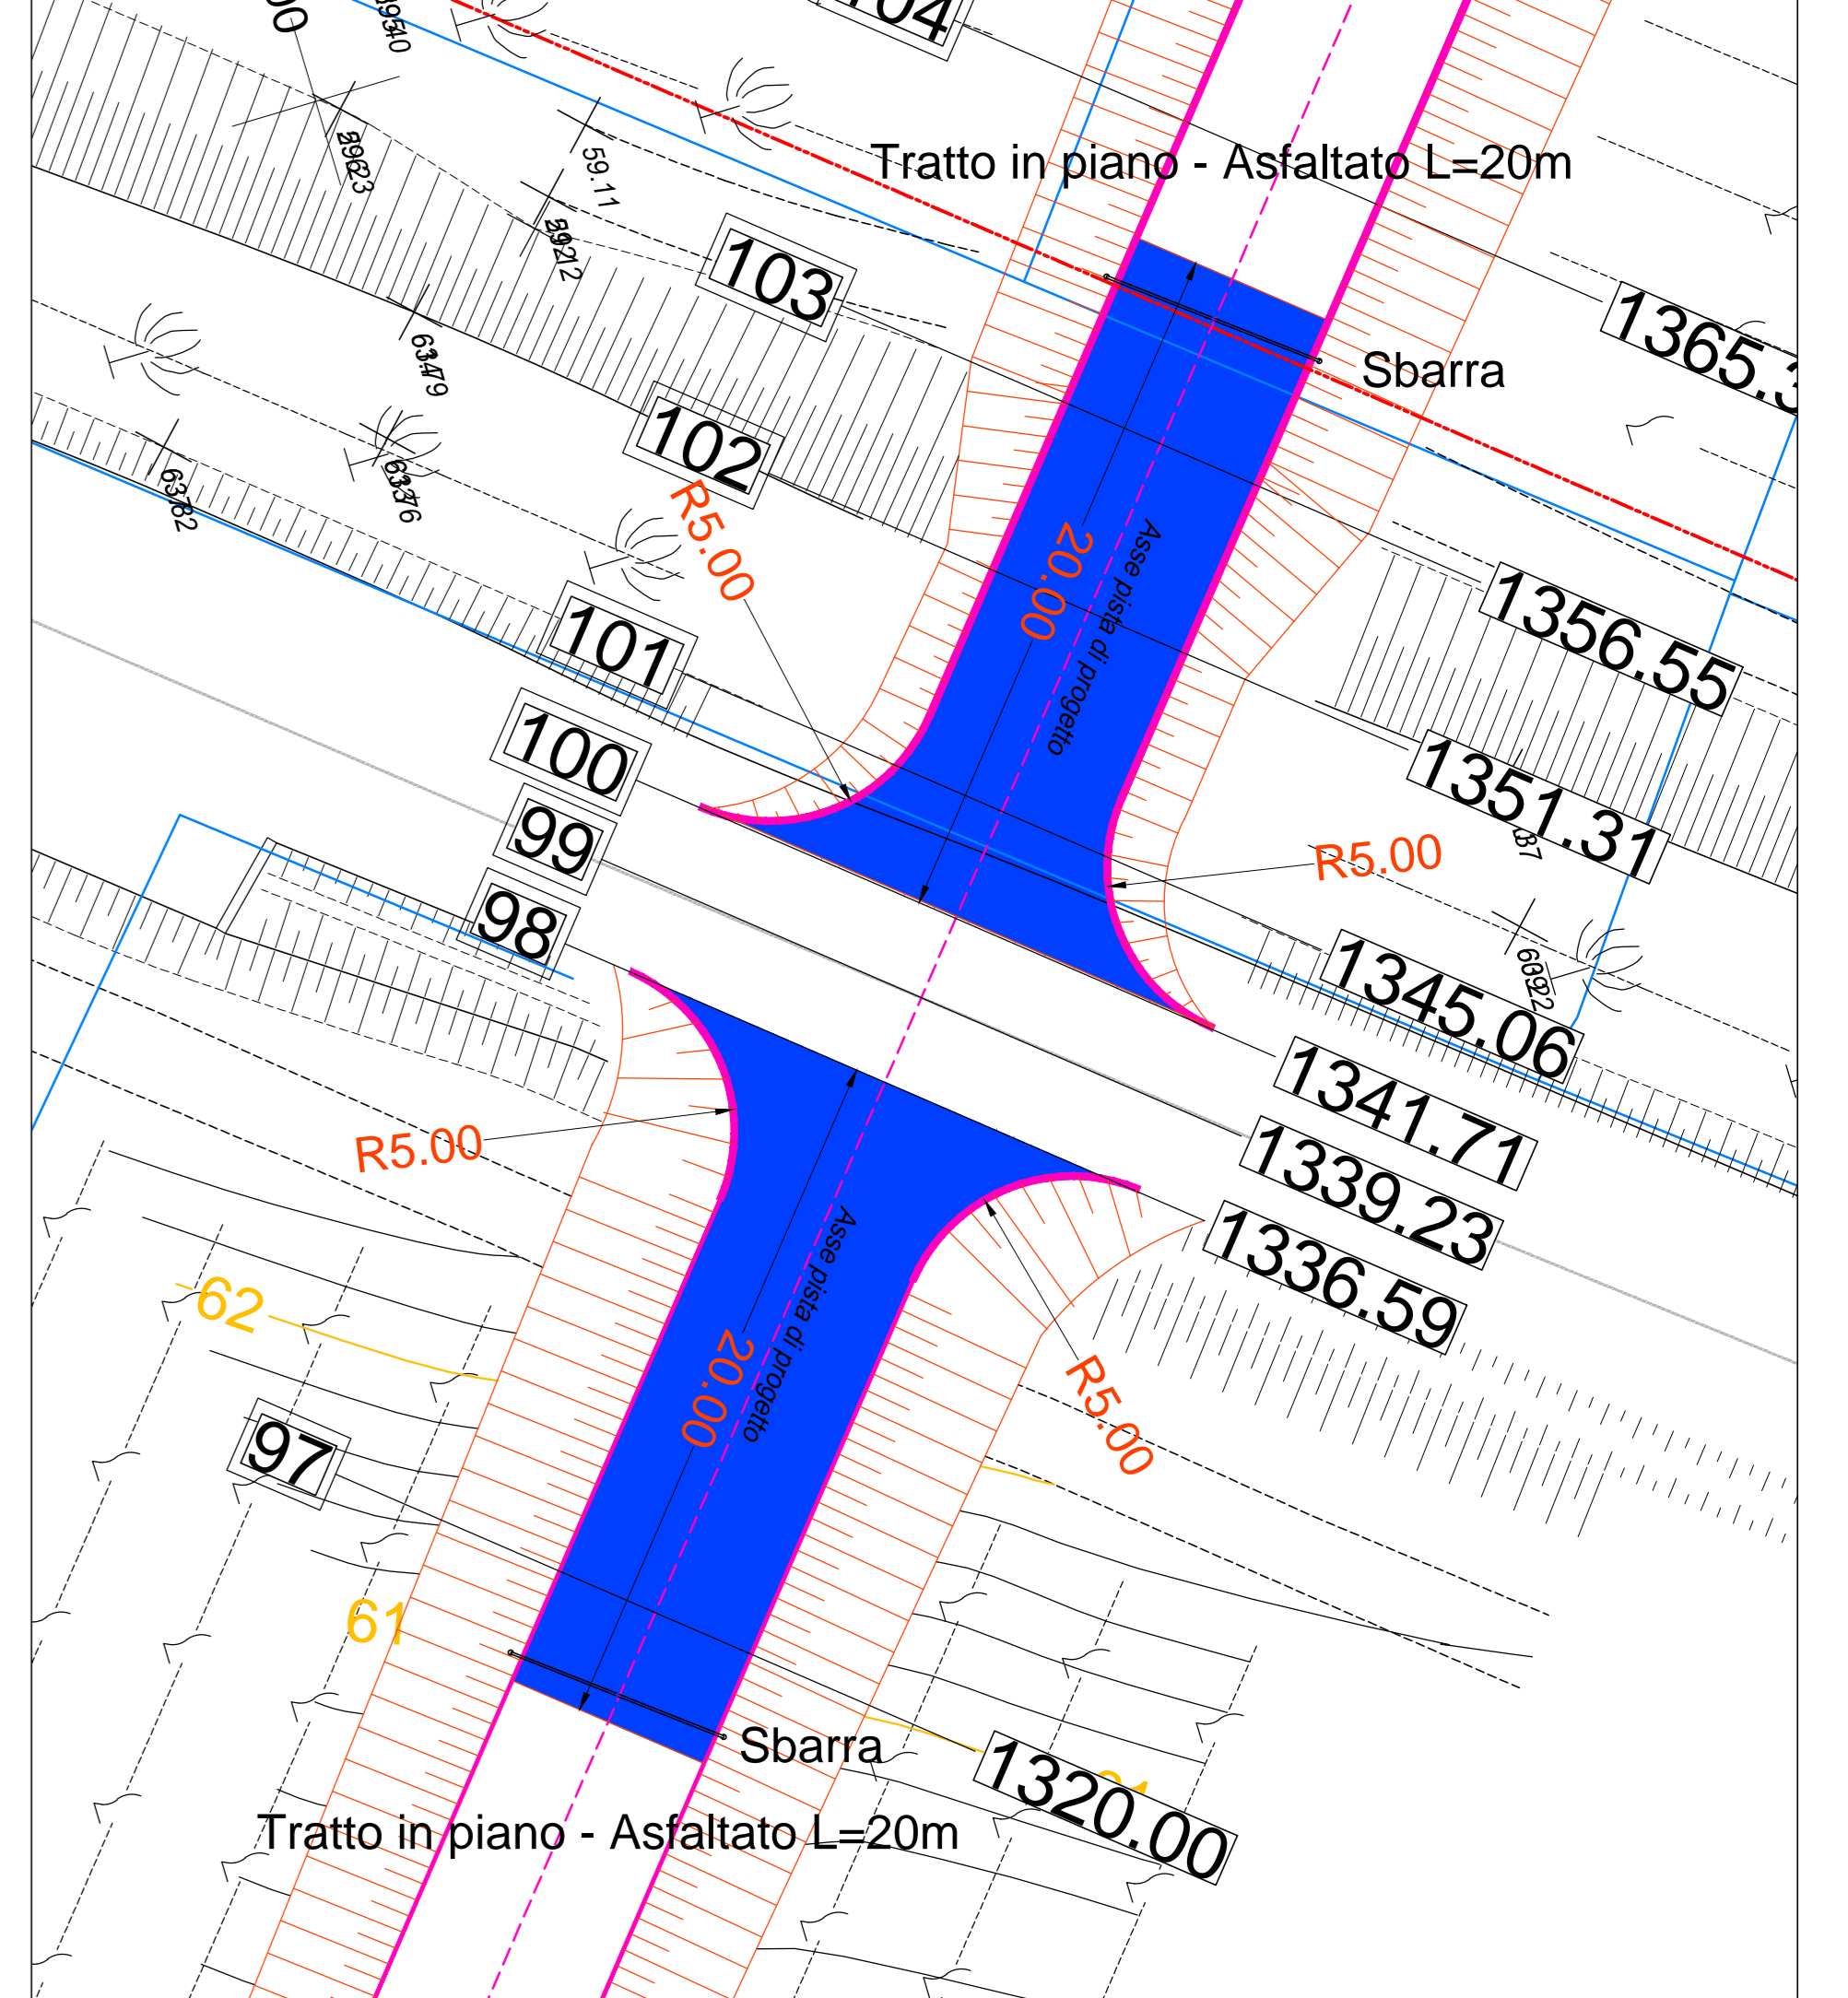 Tratto in piano - Asfaltato L=20m
59.11
103
Sbarra
102
R5.00
20.00
Asse pista di progetto
1356.55
101
100
1351.31
99
R5.00
98
1345.06
1341.71
R5.00
1339.23
1336.59
62
Asse pista di progetto
20.00
R5.00
97
61
Sbarra
1320.00
Tratto in piano - Asfaltato L=20m